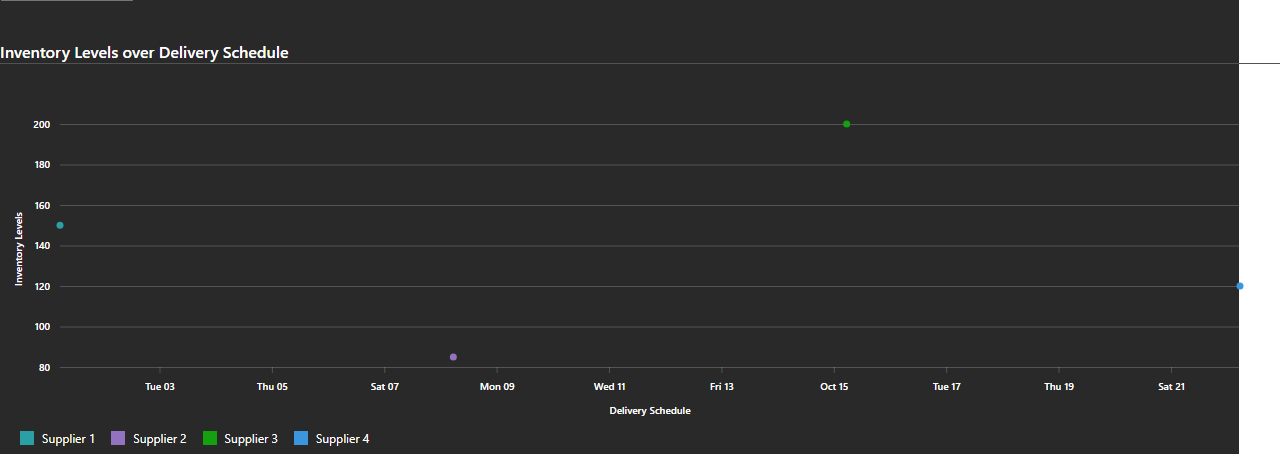 Inventory Levels over Delivery Schedule
200
180
160
140
120
100
80
Inventory Levels
Tue 03 Thu 05 Sat 07 Mon 09 Wed 11 Fri 13 Oct 15 Tue 17 Thu 19 Sat 21
Delivery Schedule
Supplier 1 Supplier 2 Supplier 3 Supplier 4